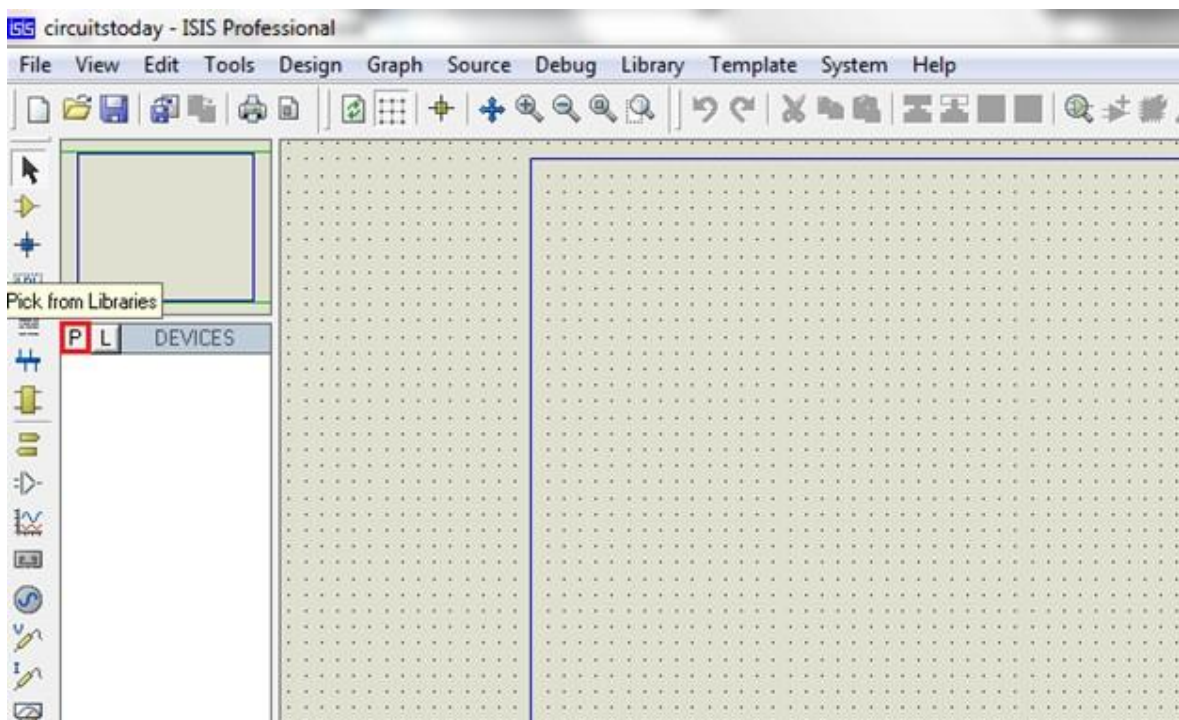 ISIS circuitstoday - ISIS Professional
File View Edit Tools Design Graph Source Debug Library Template System Help
Pick from Libraries
P L DEVICES